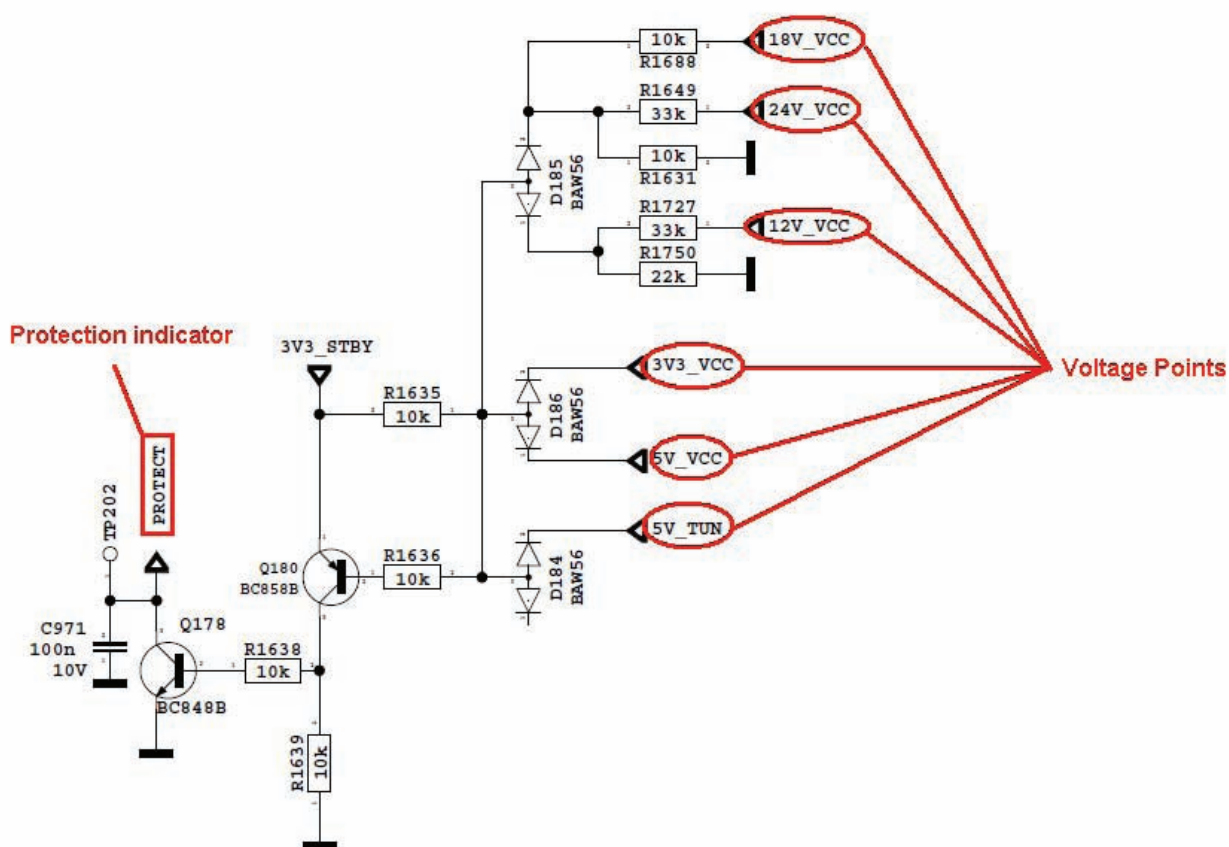 10k
R1688
18V_VCC
R1649
33k
24V_VCC
10k
R1631
D185
BAW56
R1727
33k
12V_VCC
R1750
22k
Protection indicator
3V3_STBY
R1635
10k
3V3_VCC
D186
BAW56
5V_VCC
Voltage Points
PROTECT
TP202
5V_TUN
Q180
BC858B
R1636
10k
D184
BAW56
C971
100n
10V
Q178
BC848B
R1638
10k
R1639
10k